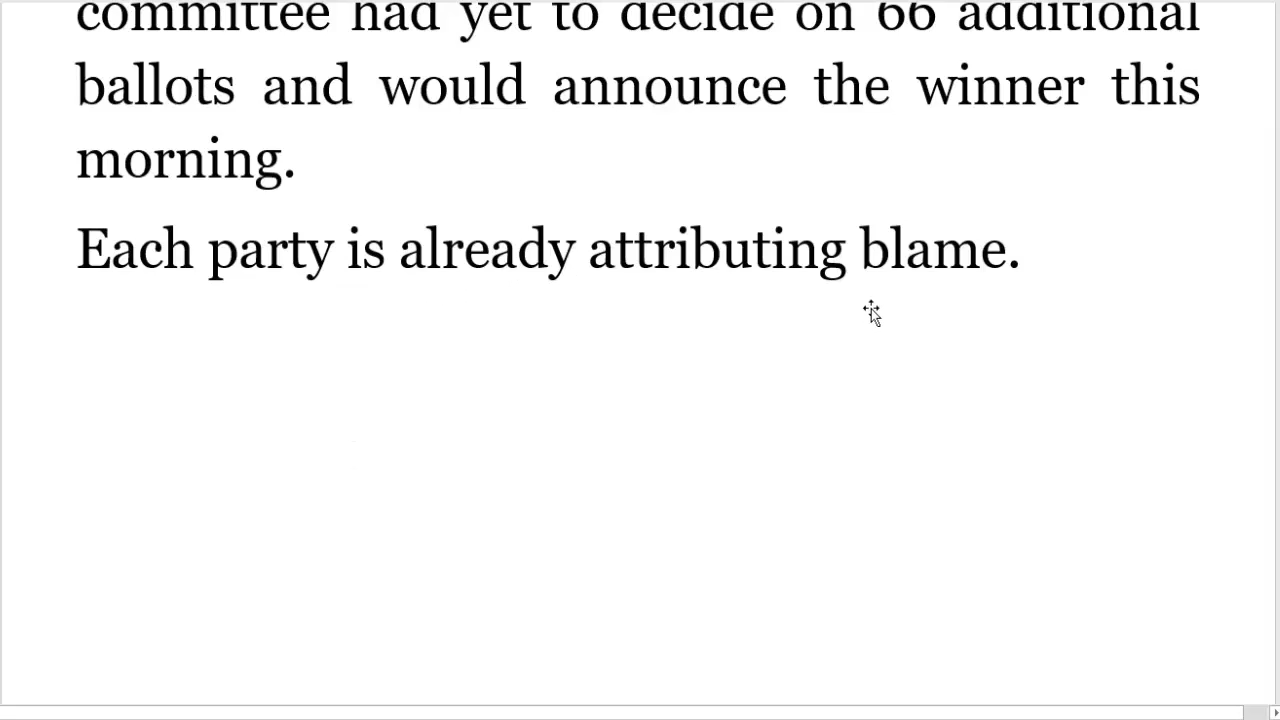 committee had yet to decide on 66 additional
ballots and would announce the winner this
morning.
Each party is already attributing blame.